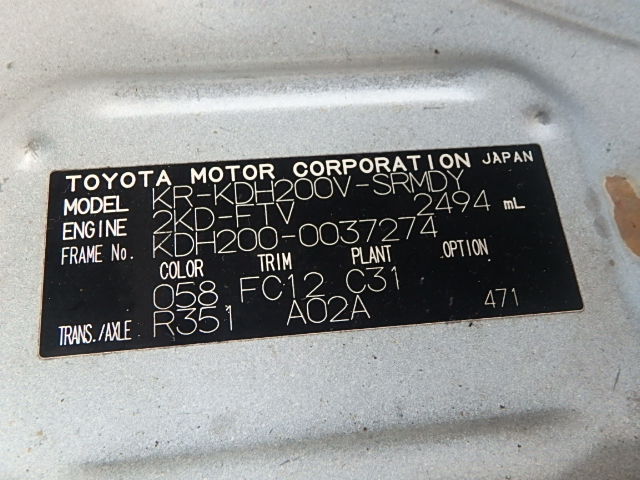 TOYOTA MOTOR CORPORATION JAPAN
MODEL KR-KDH200V-SRMDY
ENGINE 2KD-FTV 2494 mL
FRAME No. KDH200-0037274
COLOR TRIM PLANT OPTION
058 FC12 C31
TRANS./AXLE R351 A02A 471